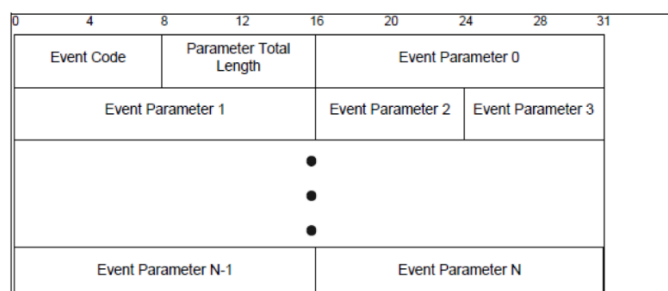 0 4 8 12 16 20 24 28 31
Event Code
Parameter Total
Length
Event Parameter 0
Event Parameter 1 Event Parameter 2 Event Parameter 3
Event Parameter N-1 Event Parameter N